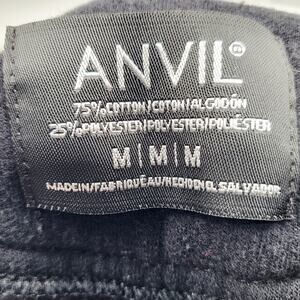 ANVIL®
75% COTTON/COTON/ALGODÓN
25% POLYESTER/POLYESTER/POLIÉSTER
M|M|M
MADE IN/FABRIQUÉ AU/HECHO EN EL SALVADOR